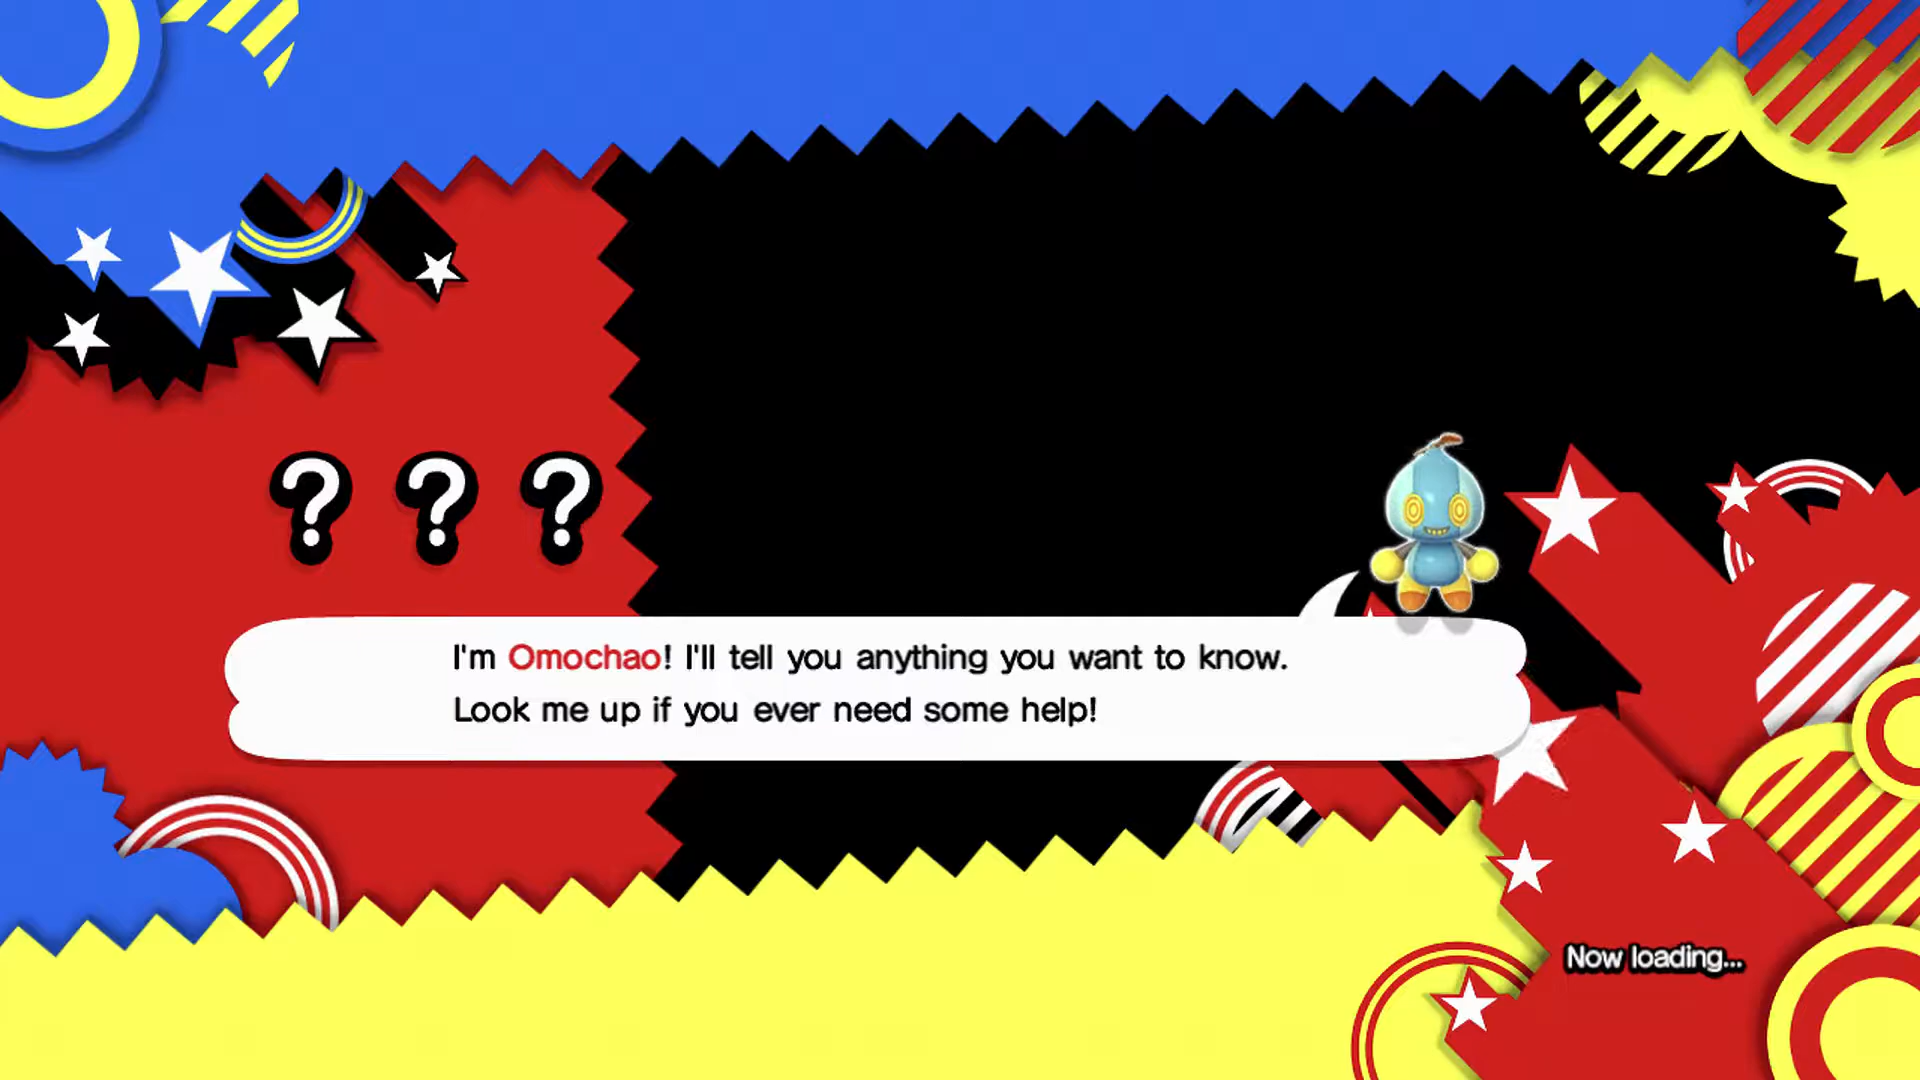 ???
I'm Omochao! I'll tell you anything you want to know.
Look me up if you ever need some help!
Now loading...